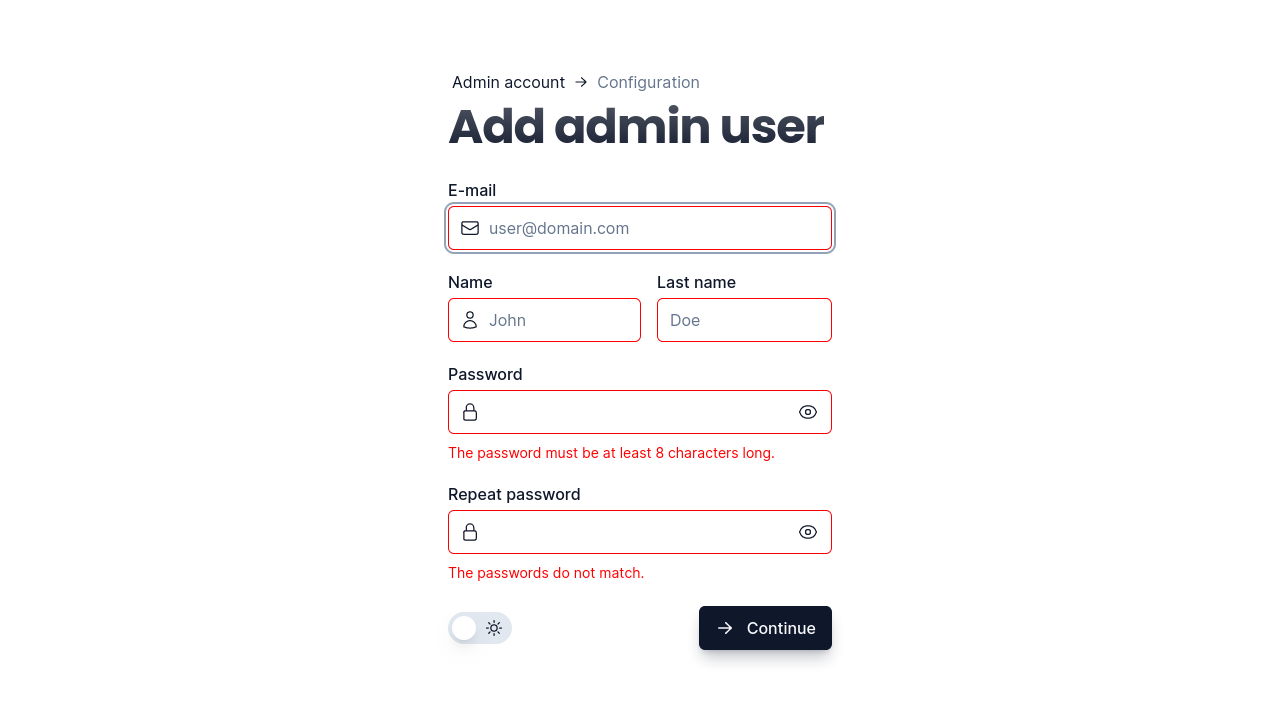 Admin account → Configuration
Add admin user
E-mail
user@domain.com
Name Last name
John Doe
Password
The password must be at least 8 characters long.
Repeat password
The passwords do not match.
Continue